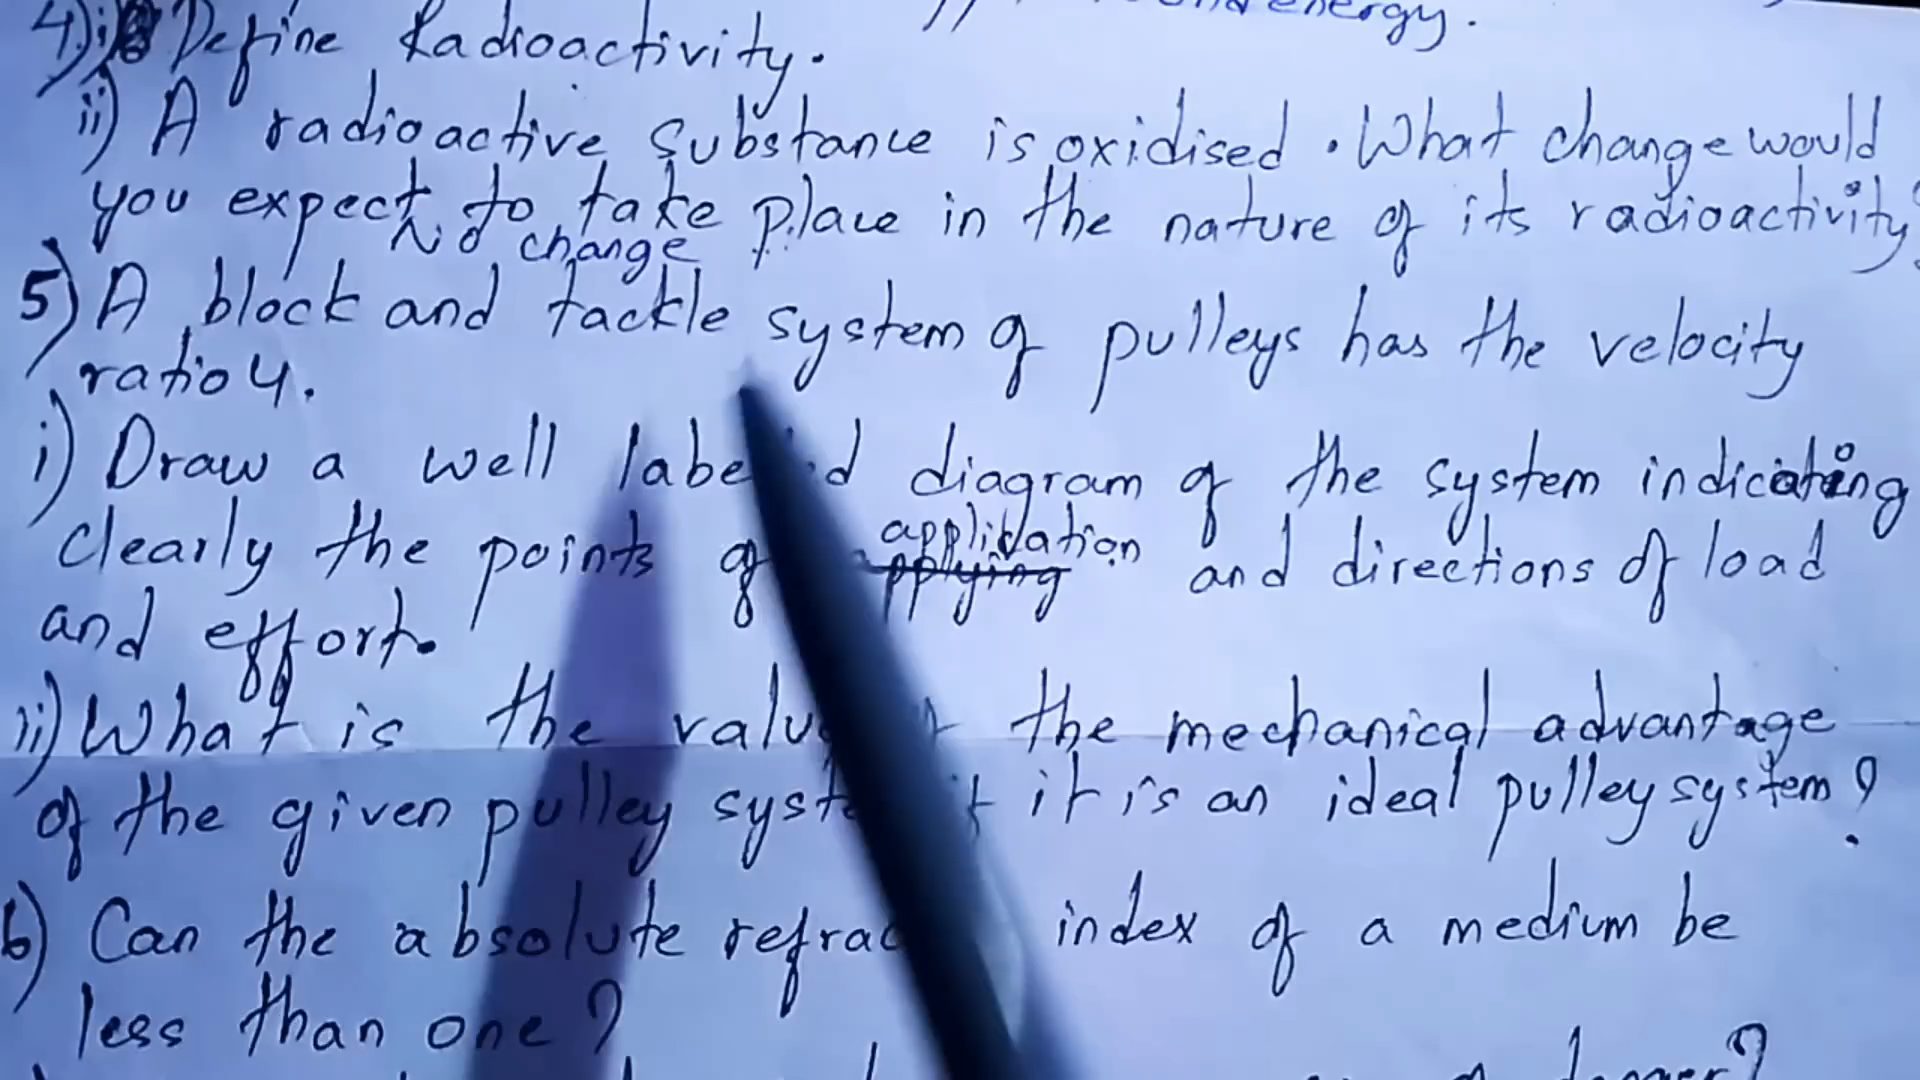 energy.
4) i) Define Radioactivity.
ii) A radioactive substance is oxidised. What change would
you expect to take place in the nature of its radioactivity?
No change
5) A block and tackle system of pulleys has the velocity
ratio 4.
i) Draw a well diagram of the system indicating
clearly the points of application and directions of load
and effort.
ii) What is the the mechanical advantage
of the given pulley it is an ideal pulley system?
6) Can the absolute index of a medium be
less than one?